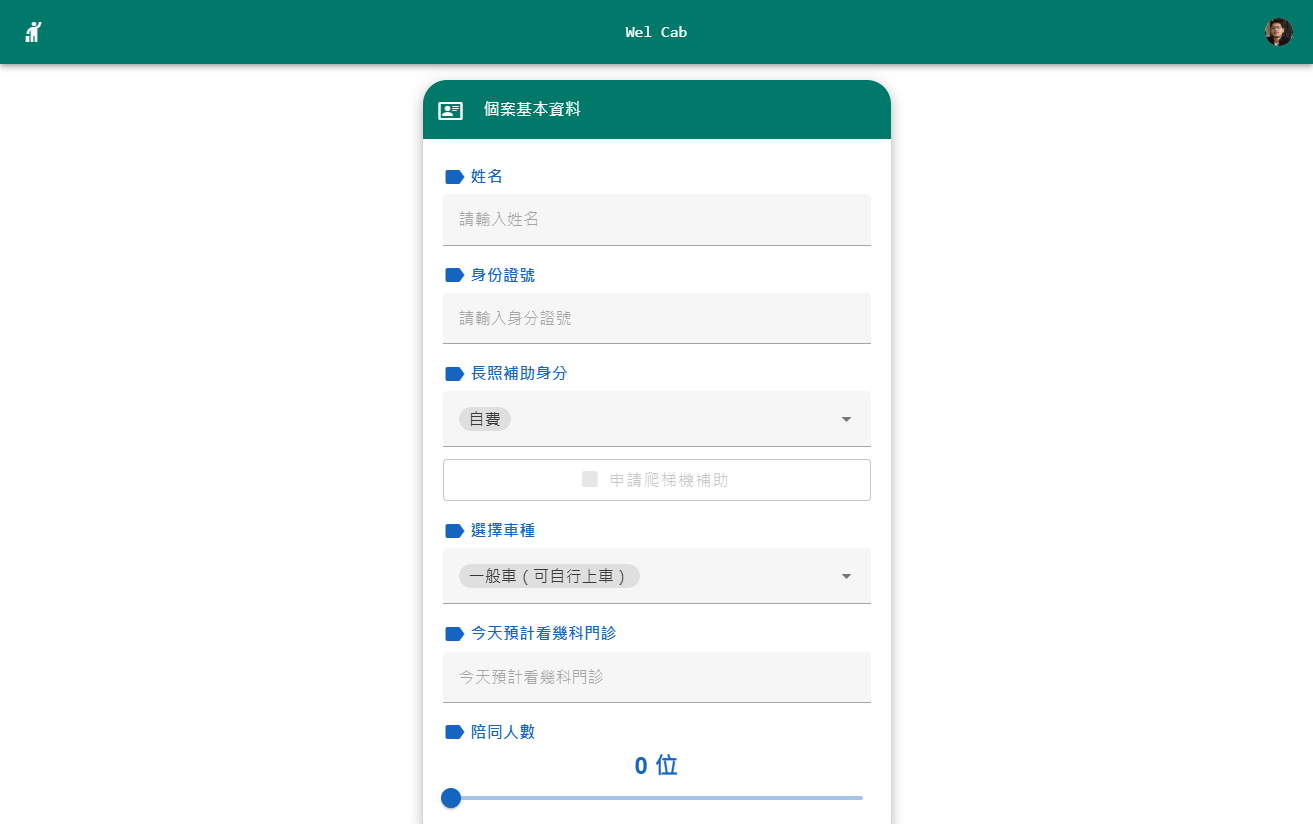 Wel Cab
個案基本資料
姓名
請輸入姓名
身份證號
請輸入身分證號
長照補助身分
自費
申請爬梯機補助
選擇車種
一般車（可自行上車）
今天預計看幾科門診
今天預計看幾科門診
陪同人數
0 位